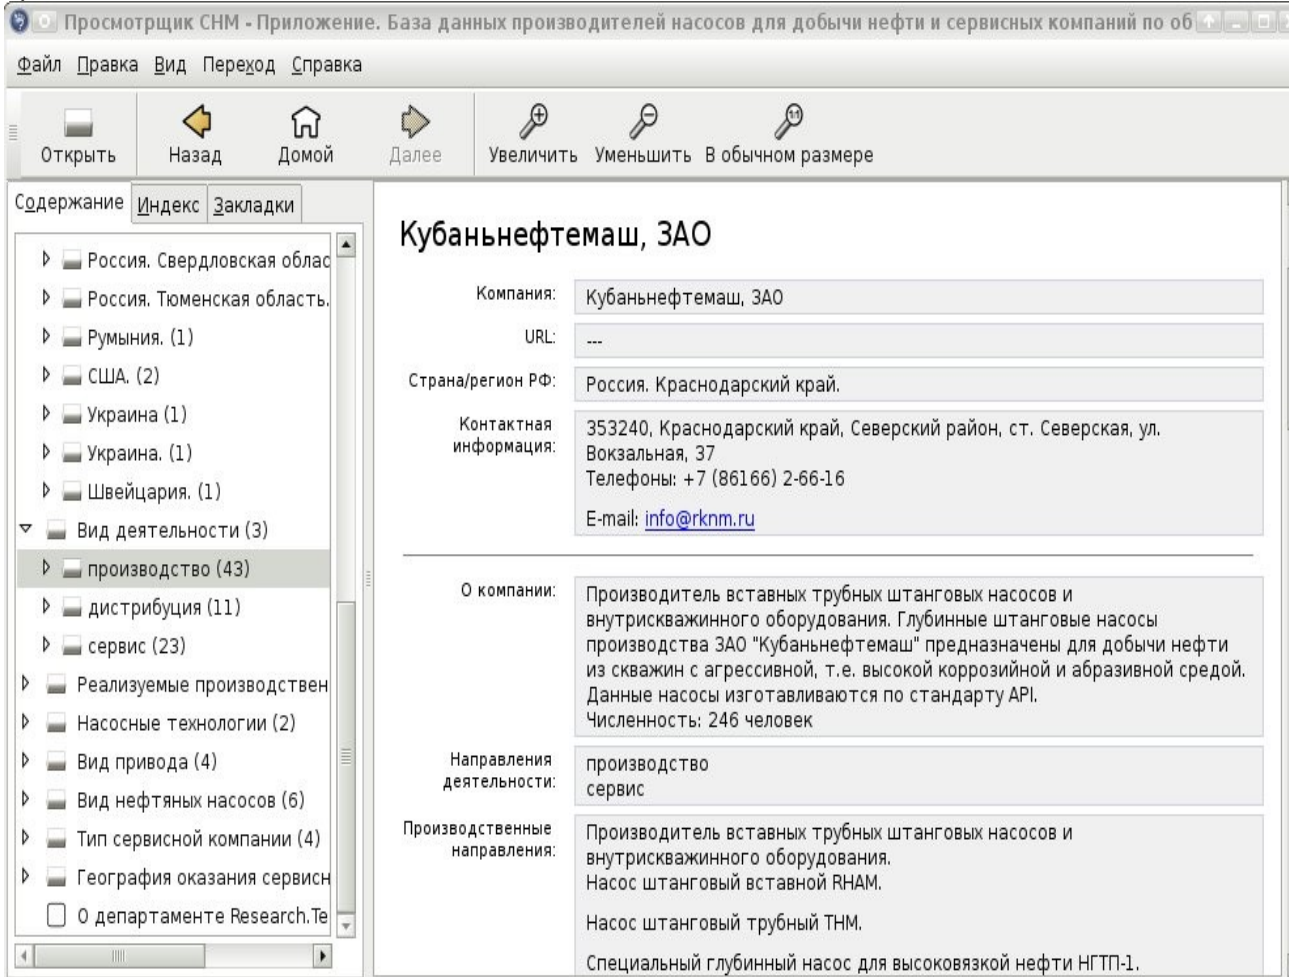 Просмотрщик CHM - Приложение. База данных производителей насосов для добычи нефти и сервисных компаний по об
Файл Правка Вид Переход Справка
Открыть Назад Домой Далее Увеличить Уменьшить В обычном размере
Содержание Индекс Закладки
Россия. Свердловская облас
Россия. Тюменская область.
Румыния. (1)
США. (2)
Украина (1)
Украина. (1)
Швейцария. (1)
Вид деятельности (3)
производство (43)
дистрибуция (11)
сервис (23)
Реализуемые производствен
Насосные технологии (2)
Вид привода (4)
Вид нефтяных насосов (6)
Тип сервисной компании (4)
География оказания сервисн
О департаменте Research.Te
Кубаньнефтемаш, ЗАО
Компания: Кубаньнефтемаш, ЗАО
URL: ---
Страна/регион РФ: Россия. Краснодарский край.
Контактная информация:
353240, Краснодарский край, Северский район, ст. Северская, ул.
Вокзальная, 37
Телефоны: +7 (86166) 2-66-16
E-mail: info@rknm.ru
О компании: Производитель вставных трубных штанговых насосов и
внутрискважинного оборудования. Глубинные штанговые насосы
производства ЗАО "Кубаньнефтемаш" предназначены для добычи нефти
из скважин с агрессивной, т.е. высокой коррозийной и абразивной средой.
Данные насосы изготавливаются по стандарту API.
Численность: 246 человек
Направления деятельности:
производство
сервис
Производственные направления:
Производитель вставных трубных штанговых насосов и
внутрискважинного оборудования.
Насос штанговый вставной RHAM.
Насос штанговый трубный ТНМ.
Специальный глубинный насос для высоковязкой нефти НГТП-1.